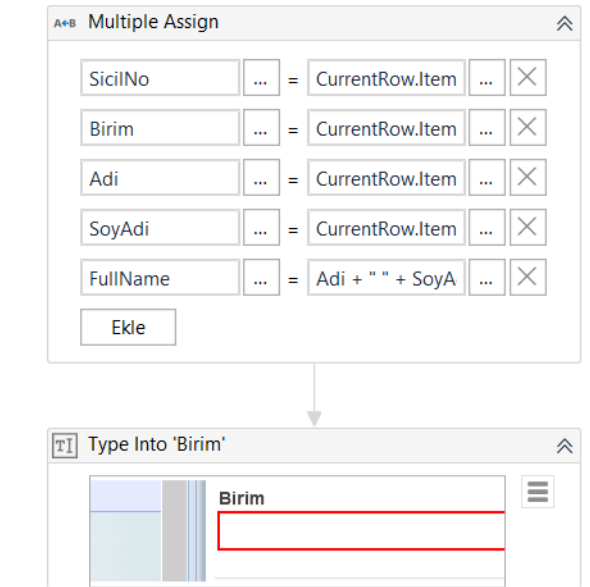 A←B Multiple Assign
SicilNo ... = CurrentRow.Item ...
Birim ... = CurrentRow.Item ...
Adi ... = CurrentRow.Item ...
SoyAdi ... = CurrentRow.Item ...
FullName ... = Adi + " " + SoyA ...
Ekle
TI Type Into 'Birim'
Birim